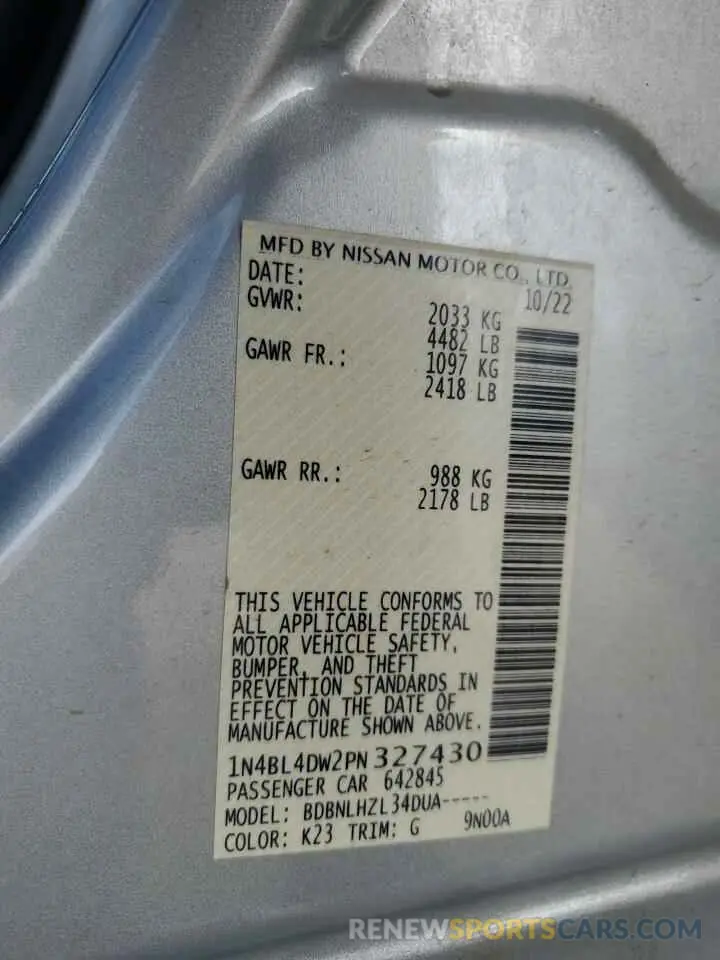 MFD BY NISSAN MOTOR CO., LTD.
DATE: 10/22
GVWR: 2033 KG
4482 LB
GAWR FR.: 1097 KG
2418 LB
GAWR RR.: 988 KG
2178 LB
THIS VEHICLE CONFORMS TO
ALL APPLICABLE FEDERAL
MOTOR VEHICLE SAFETY,
BUMPER, AND THEFT
PREVENTION STANDARDS IN
EFFECT ON THE DATE OF
MANUFACTURE SHOWN ABOVE.
1N4BL4DW2PN327430
PASSENGER CAR 642845
MODEL: BDBNLHZL34DUA-----
COLOR: K23 TRIM: G 9N00A
RENEWSPORTSCARS.COM